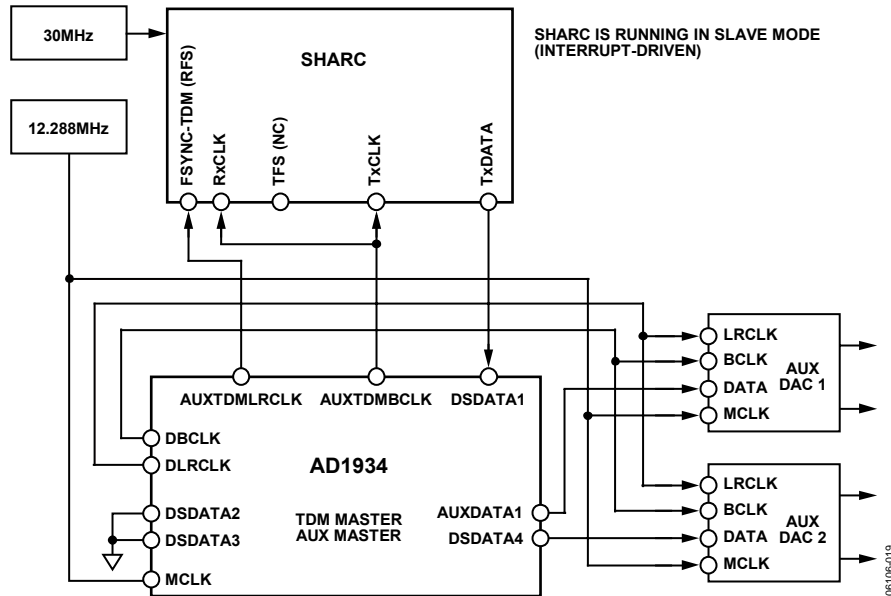 30MHz
SHARC
SHARC IS RUNNING IN SLAVE MODE
(INTERRUPT-DRIVEN)
12.288MHz
FSYNC-TDM (RFS)
RxCLK
TFS (NC)
TxCLK
TxDATA
AUXTDMLRCLK
AUXTDMBCLK
DSDATA1
DBCLK
DLRCLK
DSDATA2
DSDATA3
MCLK
AD1934
TDM MASTER
AUX MASTER
AUXDATA1
DSDATA4
LRCLK
BCLK
DATA
MCLK
AUX
DAC 1
LRCLK
BCLK
DATA
MCLK
AUX
DAC 2
06106-019